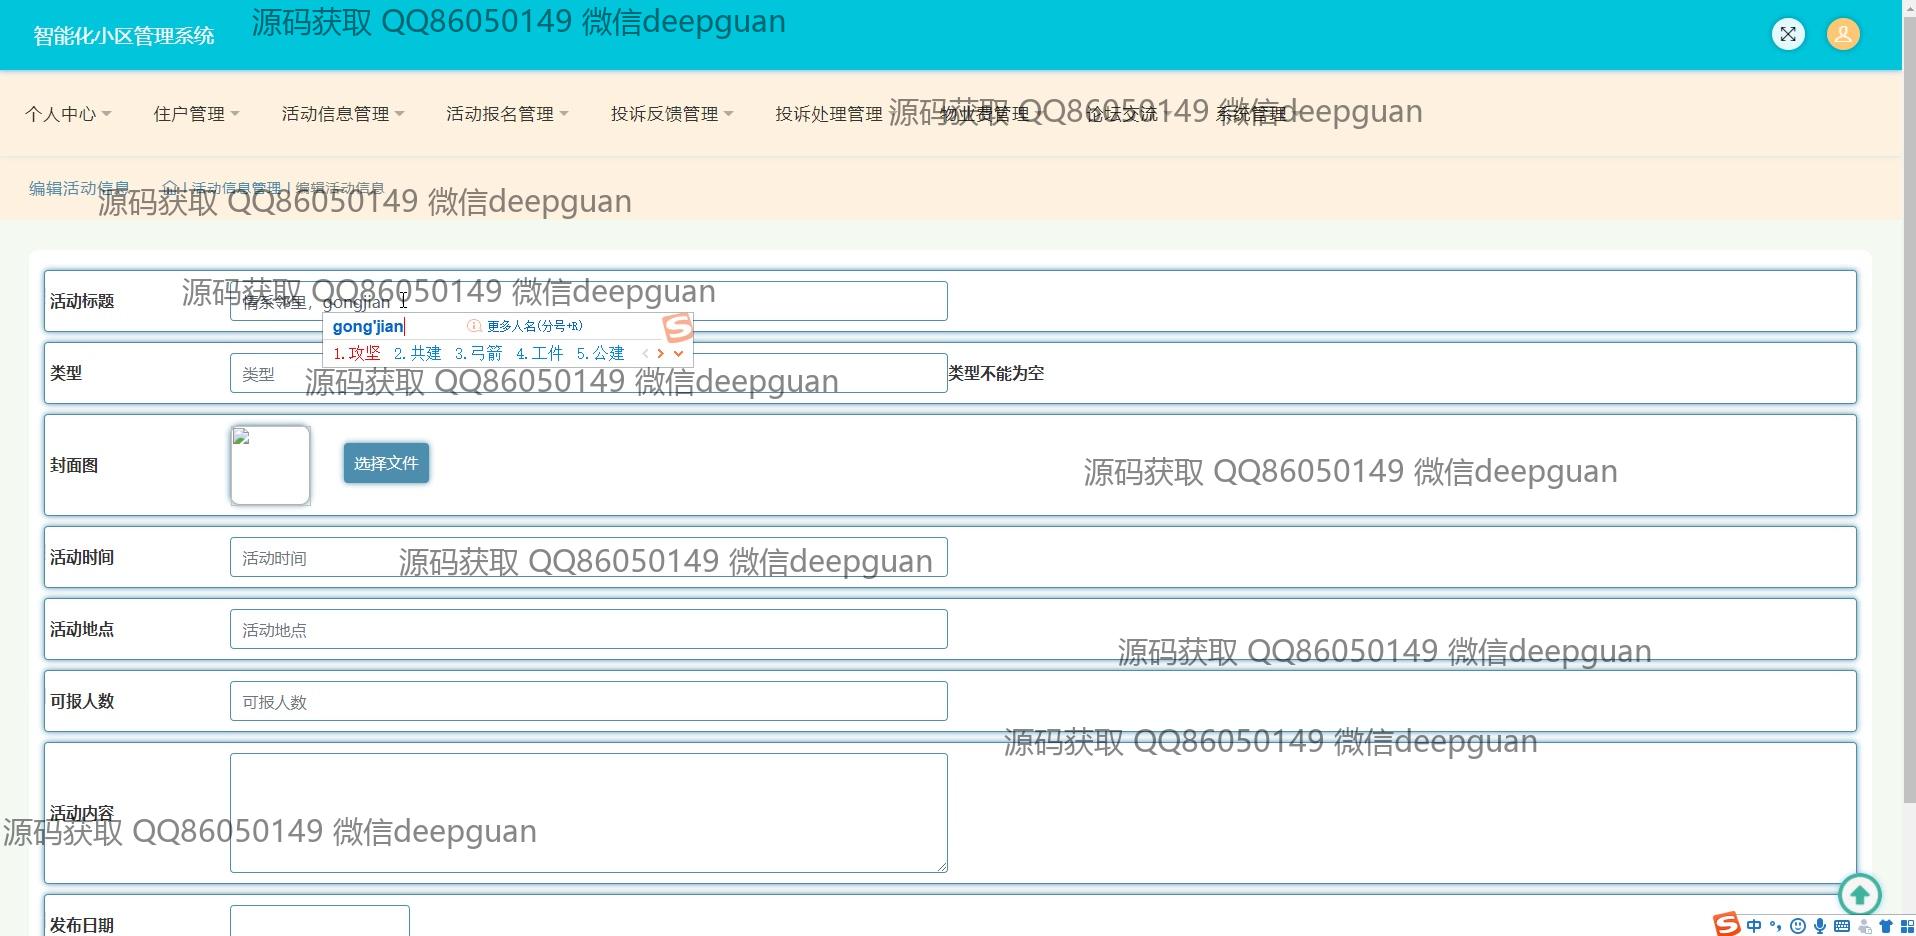 智能化小区管理系统
源码获取 QQ86050149 微信deepguan
个人中心 住户管理 活动信息管理 活动报名管理 投诉反馈管理 投诉处理管理 物业费管理 论坛交流 系统管理
源码获取 QQ86050149 微信deepguan
编辑活动信息 | 活动信息管理 | 编辑活动信息
源码获取 QQ86050149 微信deepguan
活动标题 情系邻里，gongjian
源码获取 QQ86050149 微信deepguan
gong'jian 更多人名(分号+R)
1.攻坚 2.共建 3.弓箭 4.工件 5.公建
类型 类型 类型不能为空
源码获取 QQ86050149 微信deepguan
封面图 选择文件
源码获取 QQ86050149 微信deepguan
活动时间 活动时间
源码获取 QQ86050149 微信deepguan
活动地点 活动地点
源码获取 QQ86050149 微信deepguan
可报人数 可报人数
源码获取 QQ86050149 微信deepguan
活动内容
源码获取 QQ86050149 微信deepguan
发布日期
中